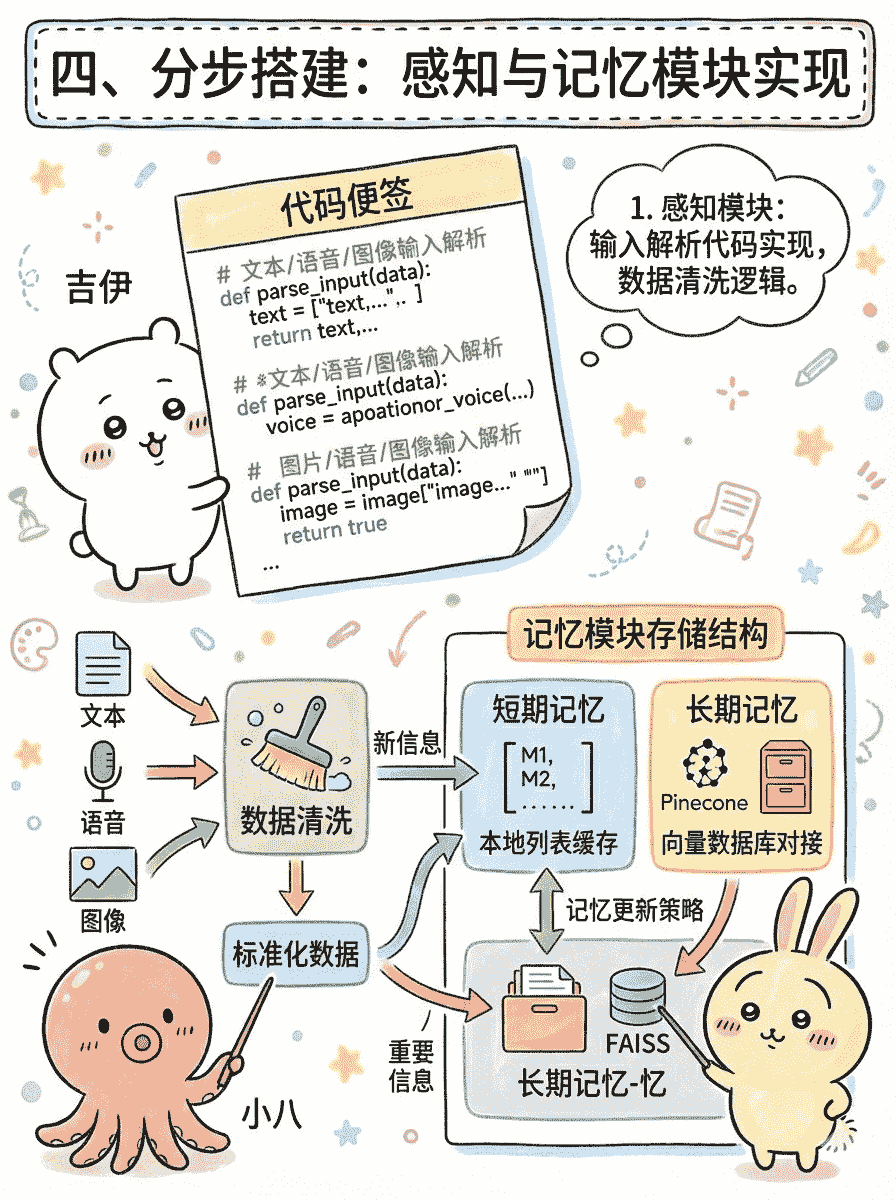 四、分步搭建：感知与记忆模块实现
代码便签
# 文本/语音/图像输入解析
def parse_input(data):
text = ["text,...",. ]
return text,...
# *文本/语音/图像输入解析
def parse_input(data):
voice = apoationor_voice(...)
# 图片/语音/图像输入解析
def parse_input(data):
image = image["image..." ""]
return true
...
1. 感知模块：
输入解析代码实现，
数据清洗逻辑。
吉伊
文本
语音
图像
数据清洗
新信息
标准化数据
重要
信息
小八
记忆模块存储结构
短期记忆
M1,
M2,
......
本地列表缓存
长期记忆
Pinecone
向量数据库对接
记忆更新策略
FAISS
长期记忆-忆